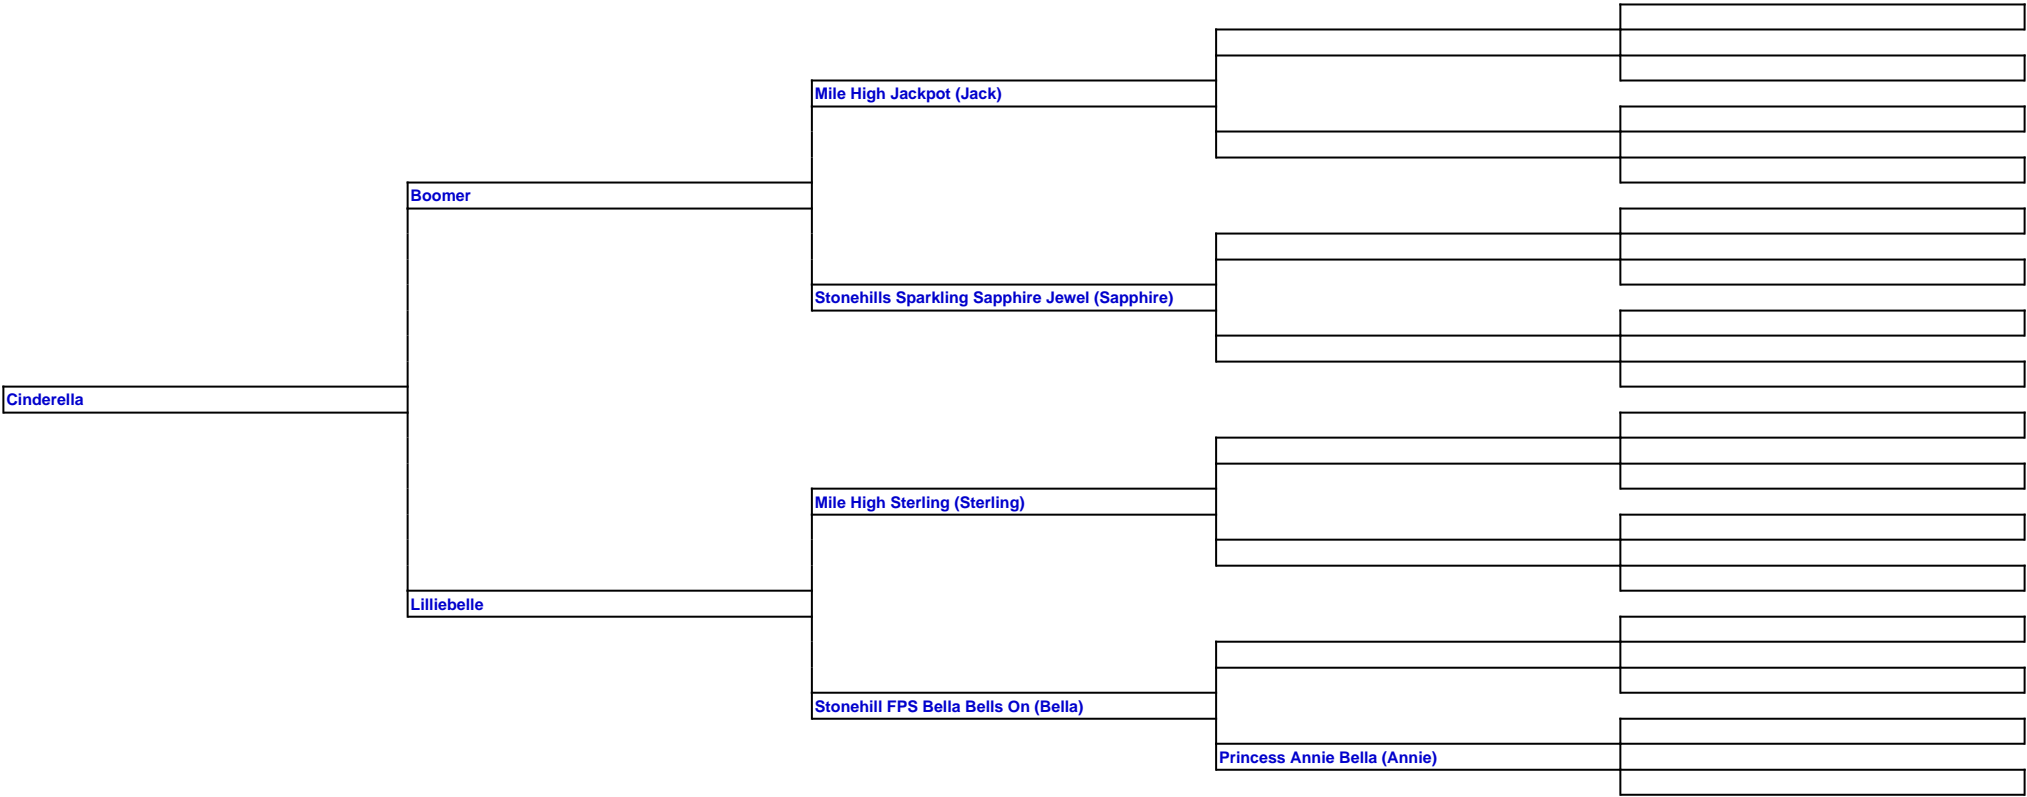 Mile High Jackpot (Jack)
Boomer
Stonehills Sparkling Sapphire Jewel (Sapphire)
Cinderella
Mile High Sterling (Sterling)
Lilliebelle
Stonehill FPS Bella Bells On (Bella)
Princess Annie Bella (Annie)